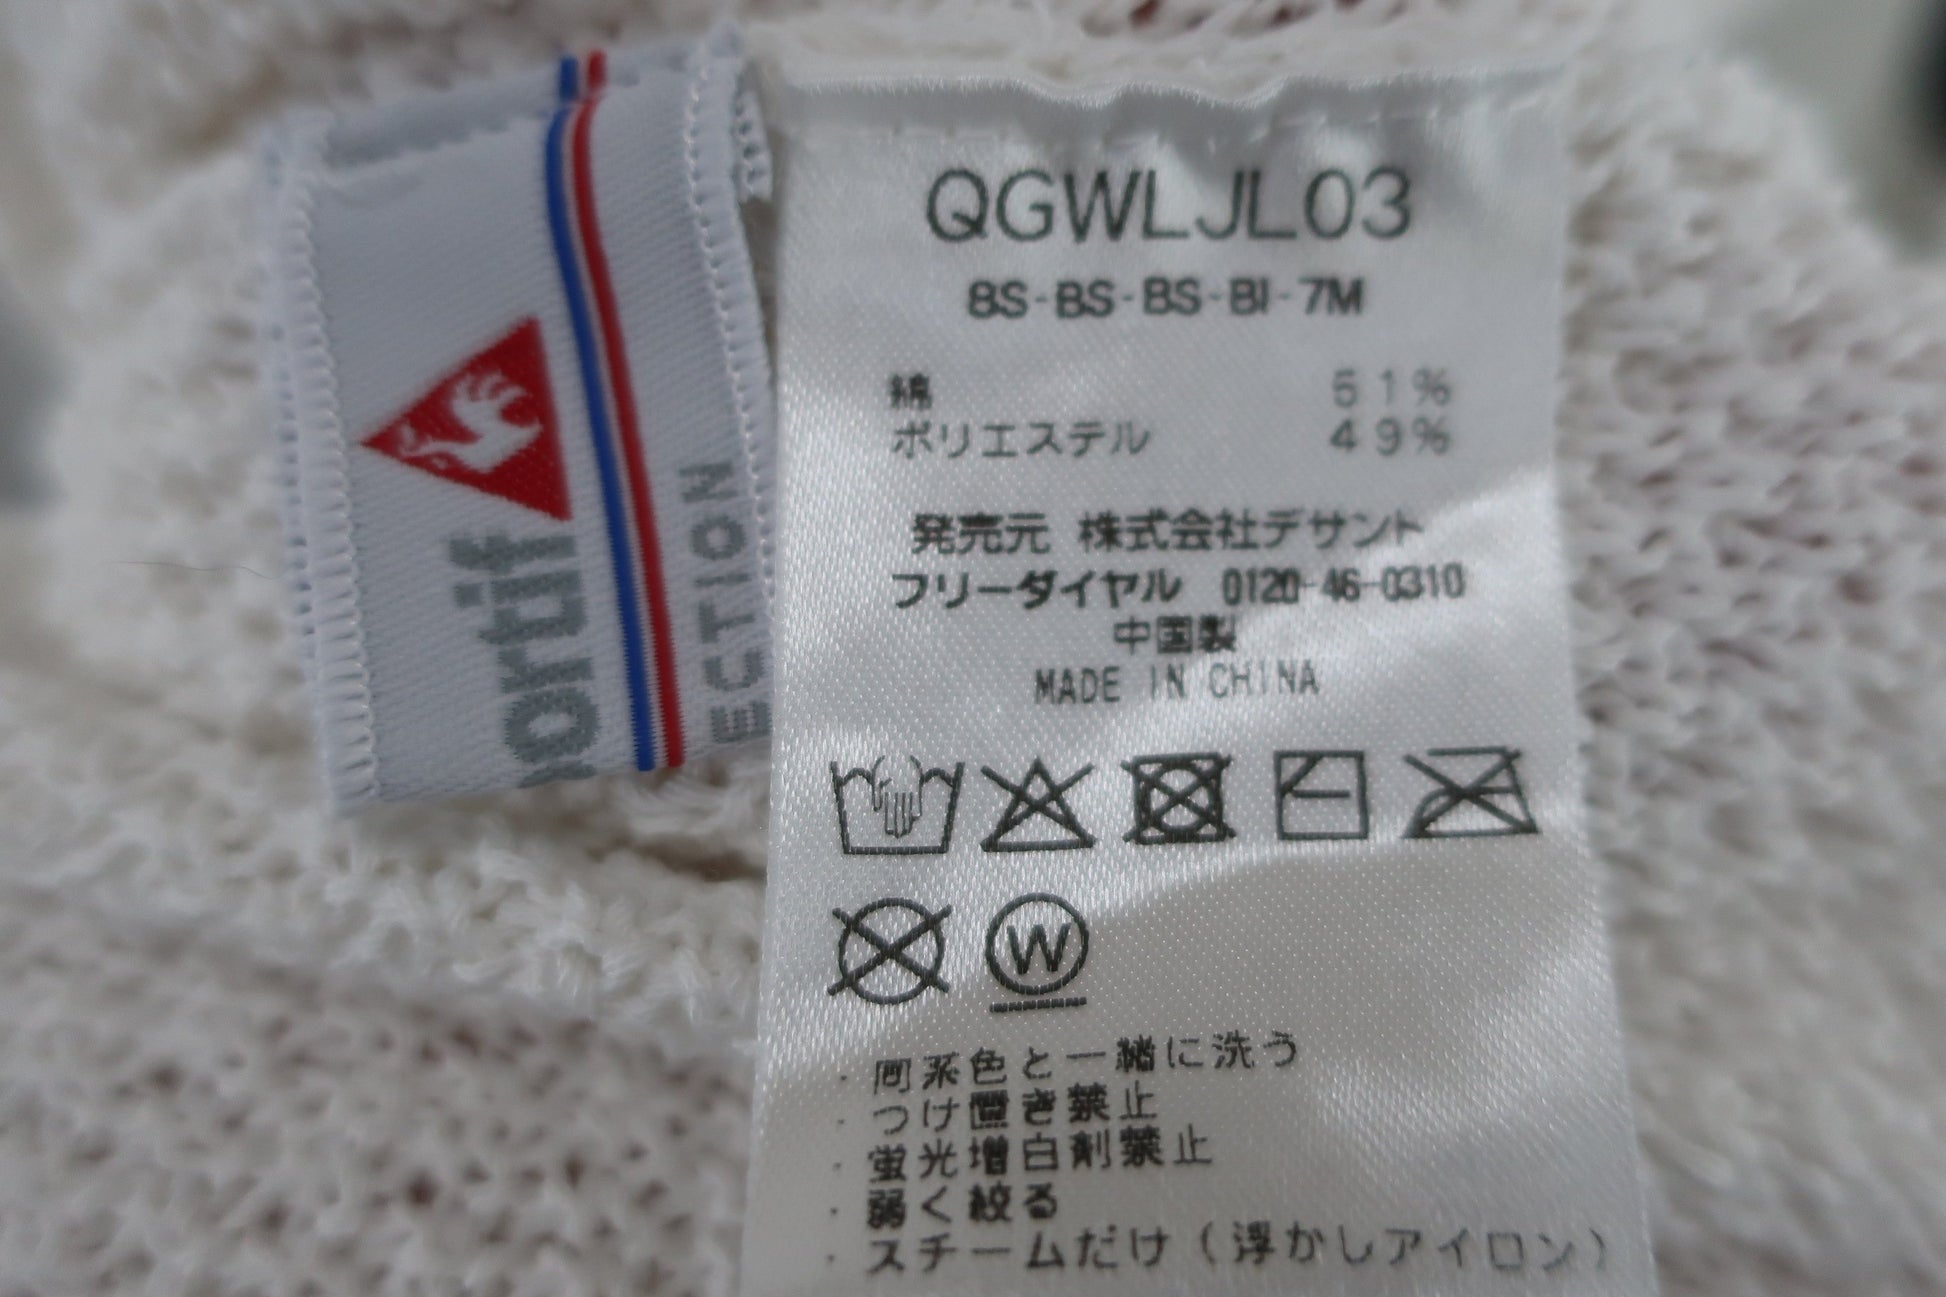 ortif
ECTION
QGWLJL03
8S-BS-BS-BI-7M
綿 51%
ポリエステル 49%
発売元 株式会社デサント
フリーダイヤル 0120-46-0310
中国製
MADE IN CHINA
W
・同系色と一緒に洗う
・つけ置き禁止
・蛍光増白剤禁止
・弱く絞る
・スチームだけ(浮かしアイロン)